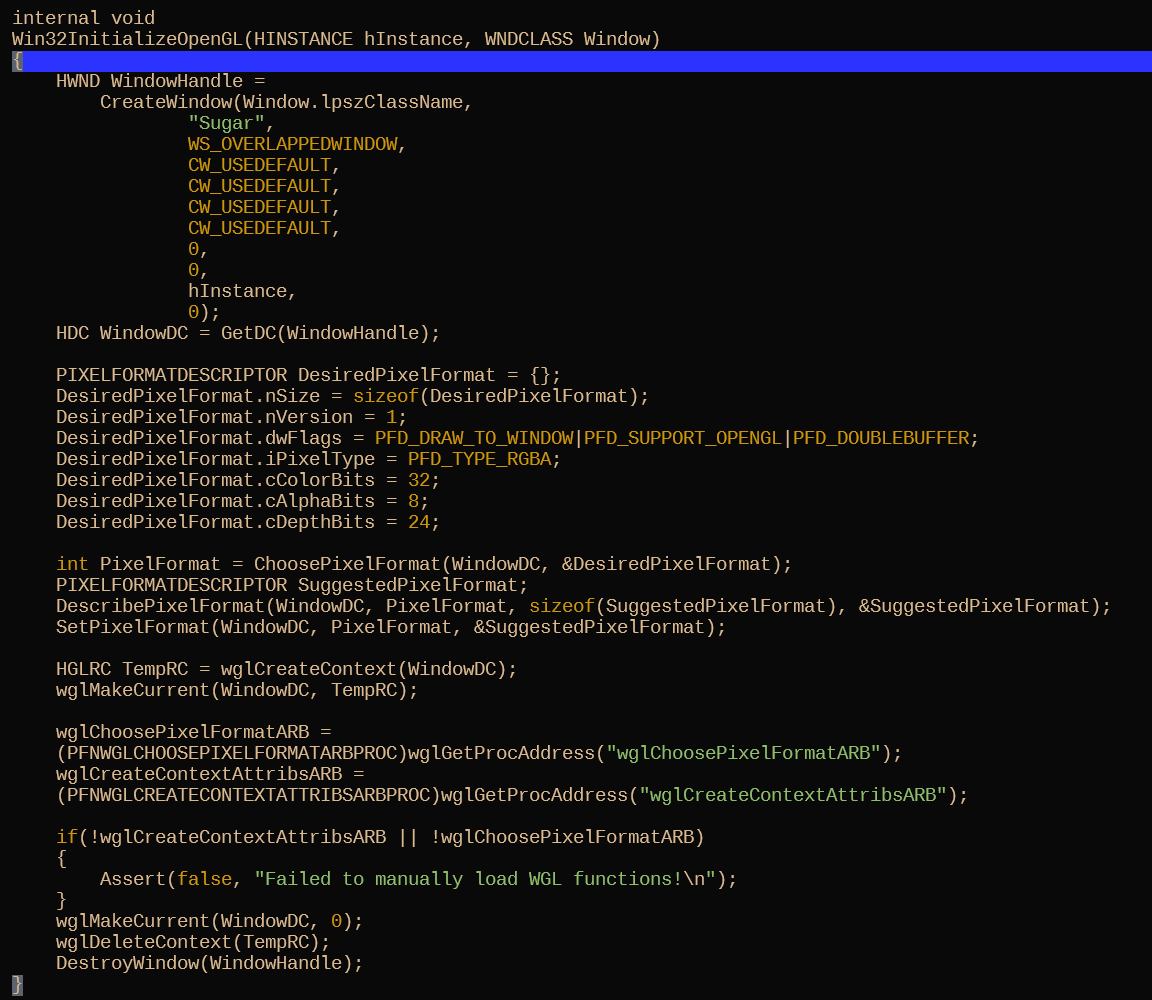 internal void
Win32InitializeOpenGL(HINSTANCE hInstance, WNDCLASS Window)
{
    HWND WindowHandle =
        CreateWindow(Window.lpszClassName,
                "Sugar",
                WS_OVERLAPPEDWINDOW,
                CW_USEDEFAULT,
                CW_USEDEFAULT,
                CW_USEDEFAULT,
                CW_USEDEFAULT,
                0,
                0,
                hInstance,
                0);
    HDC WindowDC = GetDC(WindowHandle);

    PIXELFORMATDESCRIPTOR DesiredPixelFormat = {};
    DesiredPixelFormat.nSize = sizeof(DesiredPixelFormat);
    DesiredPixelFormat.nVersion = 1;
    DesiredPixelFormat.dwFlags = PFD_DRAW_TO_WINDOW|PFD_SUPPORT_OPENGL|PFD_DOUBLEBUFFER;
    DesiredPixelFormat.iPixelType = PFD_TYPE_RGBA;
    DesiredPixelFormat.cColorBits = 32;
    DesiredPixelFormat.cAlphaBits = 8;
    DesiredPixelFormat.cDepthBits = 24;

    int PixelFormat = ChoosePixelFormat(WindowDC, &DesiredPixelFormat);
    PIXELFORMATDESCRIPTOR SuggestedPixelFormat;
    DescribePixelFormat(WindowDC, PixelFormat, sizeof(SuggestedPixelFormat), &SuggestedPixelFormat);
    SetPixelFormat(WindowDC, PixelFormat, &SuggestedPixelFormat);

    HGLRC TempRC = wglCreateContext(WindowDC);
    wglMakeCurrent(WindowDC, TempRC);

    wglChoosePixelFormatARB =
    (PFNWGLCHOOSEPIXELFORMATARBPROC)wglGetProcAddress("wglChoosePixelFormatARB");
    wglCreateContextAttribsARB =
    (PFNWGLCREATECONTEXTATTRIBSARBPROC)wglGetProcAddress("wglCreateContextAttribsARB");

    if(!wglCreateContextAttribsARB || !wglChoosePixelFormatARB)
    {
        Assert(false, "Failed to manually load WGL functions!\n");
    }
    wglMakeCurrent(WindowDC, 0);
    wglDeleteContext(TempRC);
    DestroyWindow(WindowHandle);
}